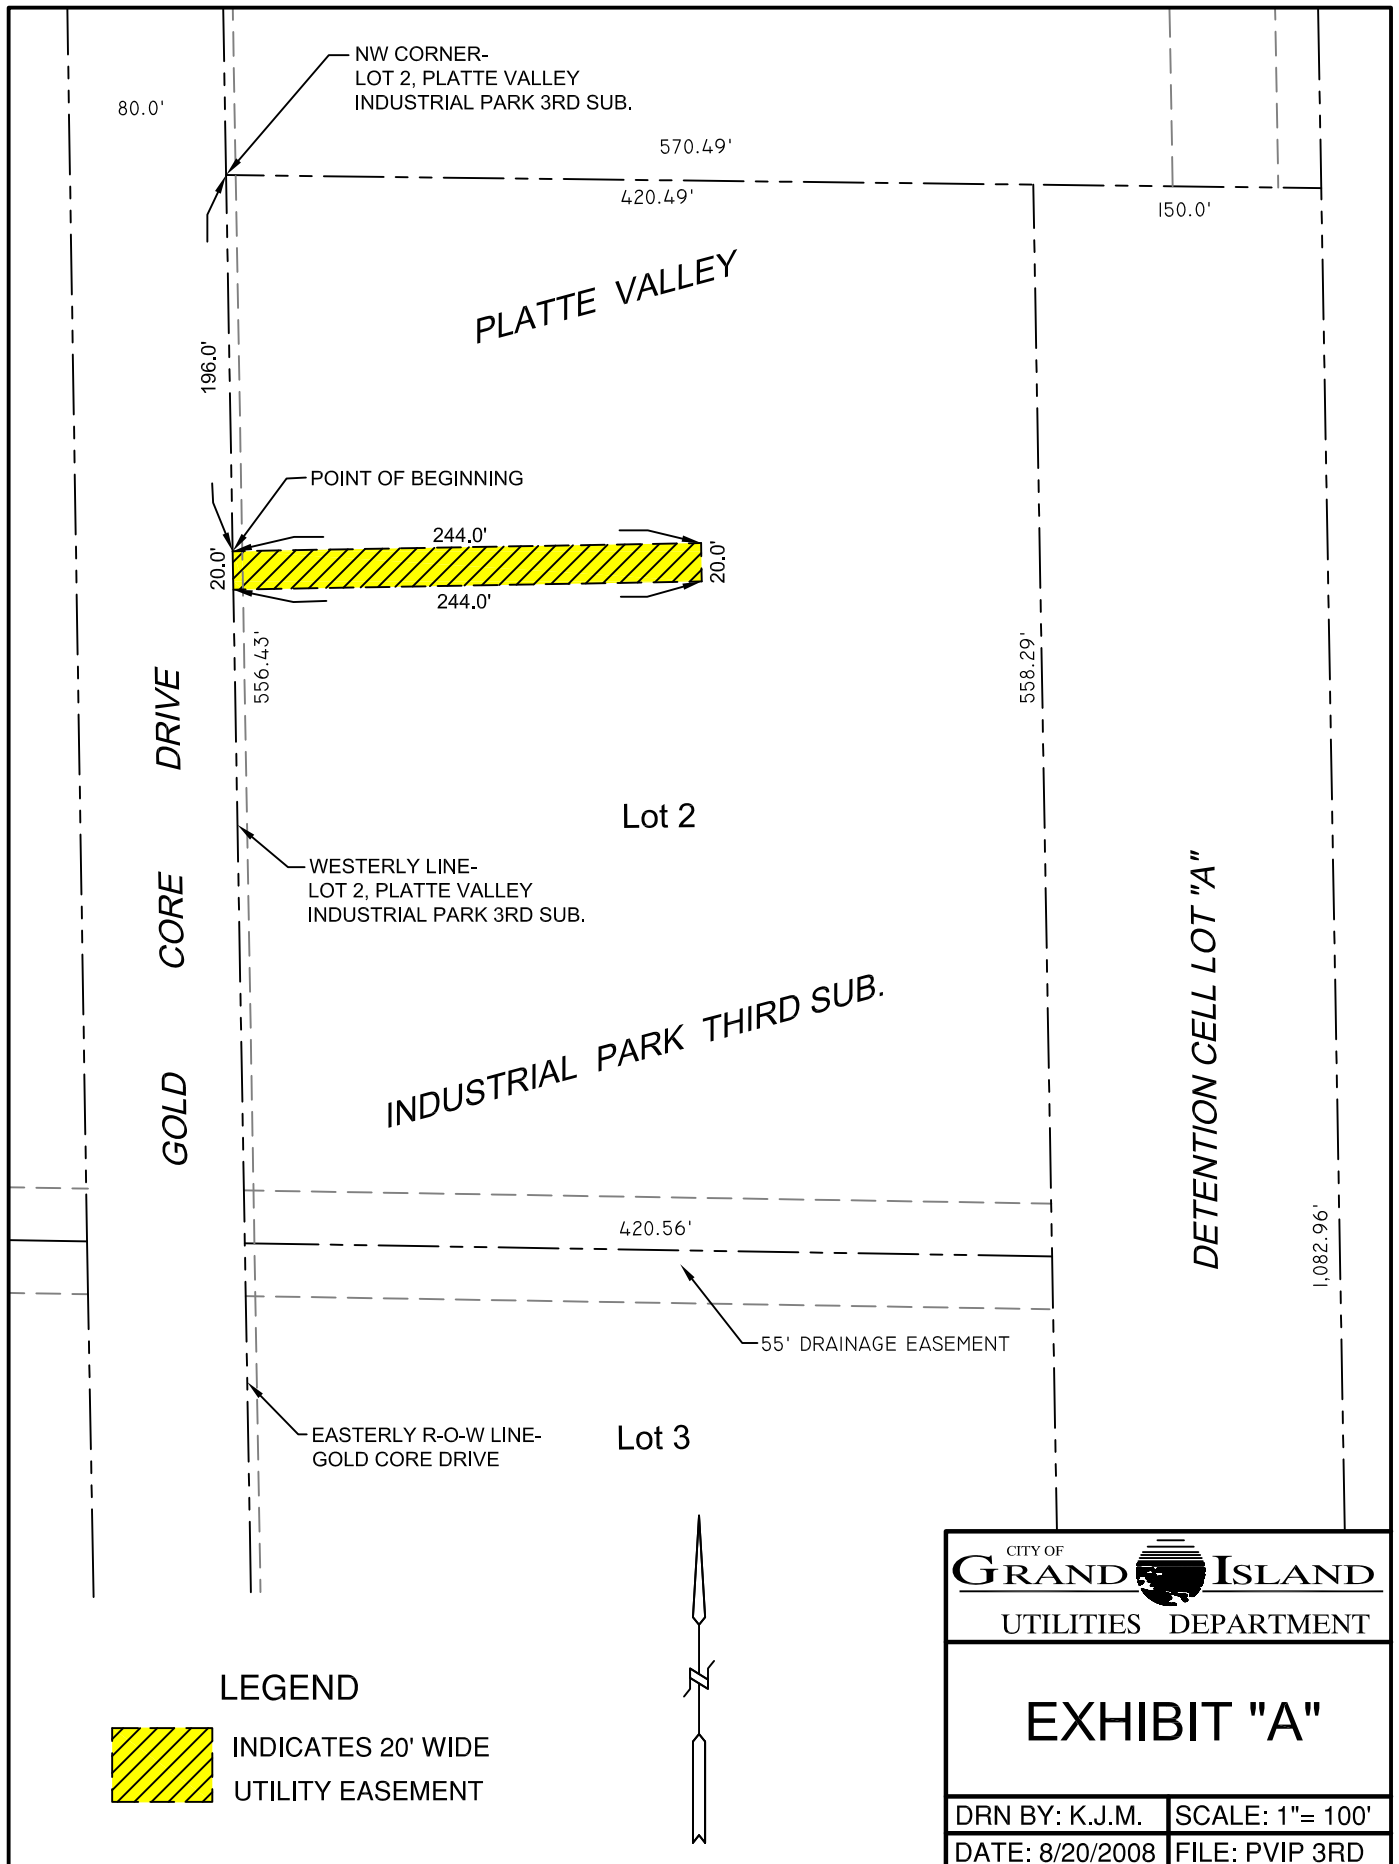 NW CORNER-
LOT 2, PLATTE VALLEY
INDUSTRIAL PARK 3RD SUB.
80.0'
570.49'
420.49'
150.0'
PLATTE VALLEY
196.0'
POINT OF BEGINNING
244.0'
20.0'
20.0'
244.0'
556.43'
558.29'
GOLD CORE DRIVE
Lot 2
WESTERLY LINE-
LOT 2, PLATTE VALLEY
INDUSTRIAL PARK 3RD SUB.
DETENTION CELL LOT "A"
INDUSTRIAL PARK THIRD SUB.
420.56'
1,082.96'
55' DRAINAGE EASEMENT
EASTERLY R-O-W LINE-
GOLD CORE DRIVE
Lot 3
N
LEGEND
INDICATES 20' WIDE
UTILITY EASEMENT
CITY OF
GRAND ISLAND
UTILITIES DEPARTMENT
EXHIBIT "A"
DRN BY: K.J.M.
SCALE: 1"= 100'
DATE: 8/20/2008
FILE: PVIP 3RD